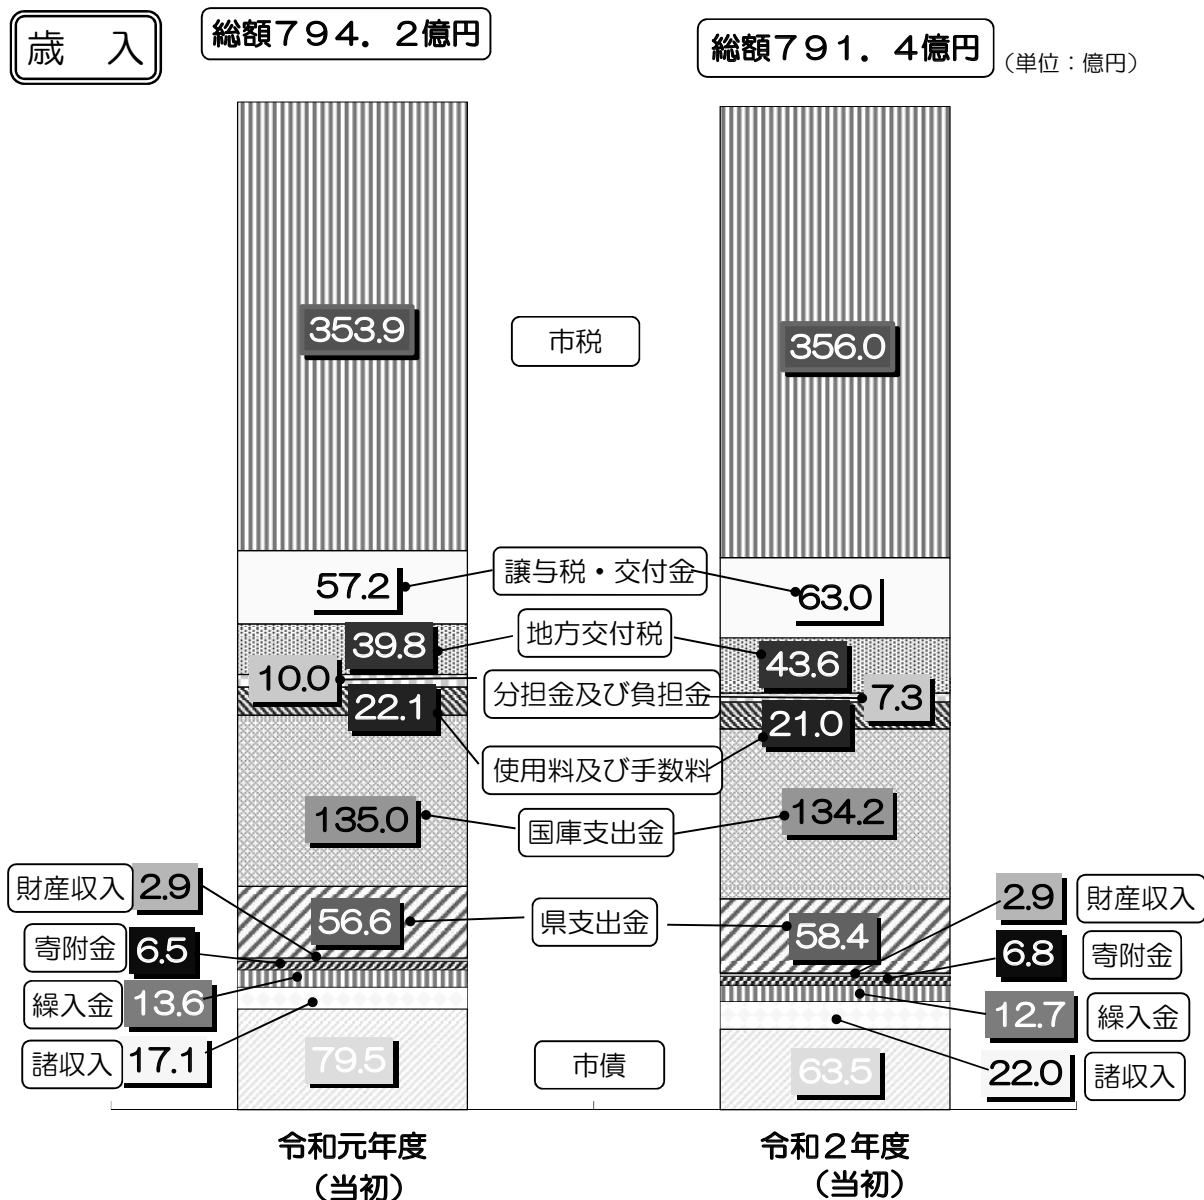 歳　入
総額７９４．２億円
総額７９１．４億円
（単位：億円）
353.9
市税
356.0
57.2
譲与税・交付金
63.0
39.8
地方交付税
43.6
10.0
分担金及び負担金
7.3
22.1
使用料及び手数料
21.0
135.0
国庫支出金
134.2
財産収入
2.9
2.9
財産収入
56.6
県支出金
58.4
寄附金
6.5
6.8
寄附金
繰入金
13.6
12.7
繰入金
諸収入
17.1
22.0
諸収入
79.5
市債
63.5
令和元年度
（当初）
令和２年度
（当初）